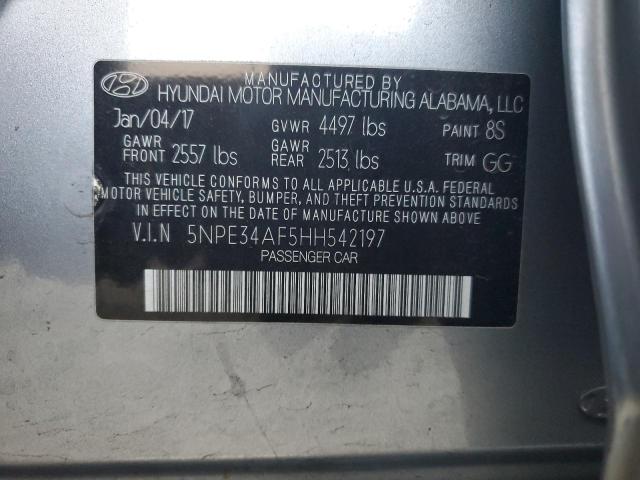 MANUFACTURED BY
HYUNDAI MOTOR MANUFACTURING ALABAMA, LLC
Jan/04/17 GVWR 4497 lbs PAINT 8S
GAWR FRONT 2557 lbs GAWR REAR 2513 lbs TRIM GG
THIS VEHICLE CONFORMS TO ALL APPLICABLE U.S.A. FEDERAL
MOTOR VEHICLE SAFETY, BUMPER, AND THEFT PREVENTION STANDARDS
IN EFFECT ON THE DATE OF MANUFACTURE SHOWN ABOVE.
V.I.N 5NPE34AF5HH542197
PASSENGER CAR